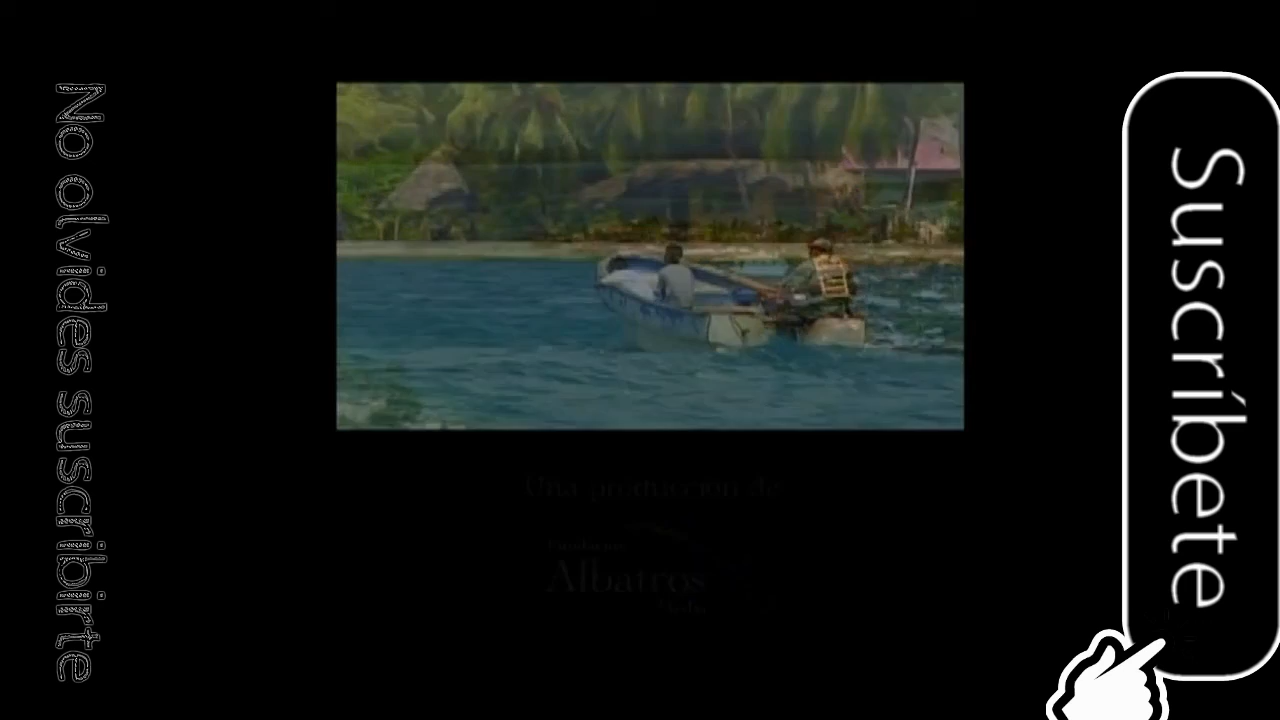 No olvides suscribirte
Una producción de
Albatros
Suscríbete